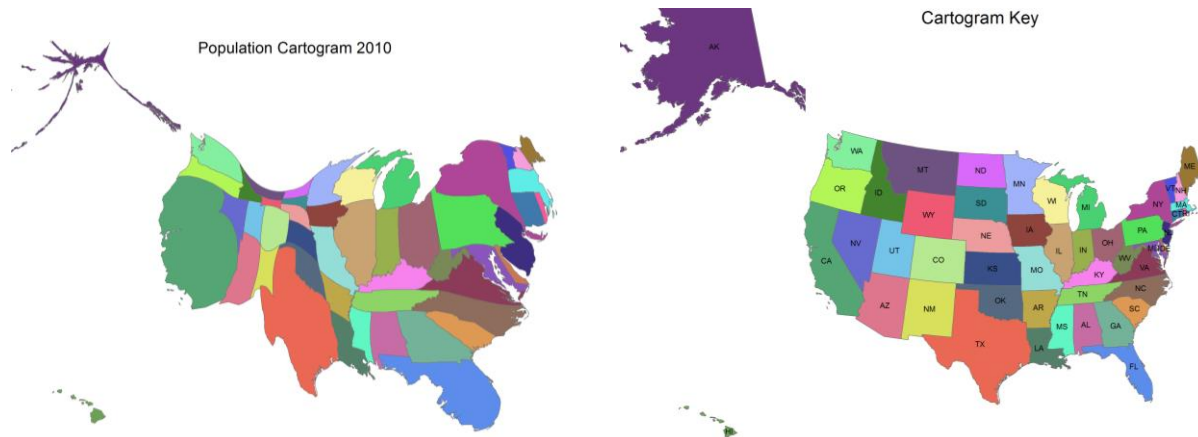 Population Cartogram 2010
Cartogram Key
AK
WA
MT
ND
MN
ME
OR
ID
WI
VT
NH
SD
MI
NY
MA
WY
CTRI
IA
PA
NE
NV
OH
UT
IL
IN
CA
CO
WV
KS
MO
VA
KY
NC
TN
AZ
OK
NM
AR
SC
MS
AL
GA
TX
LA
FL
HI